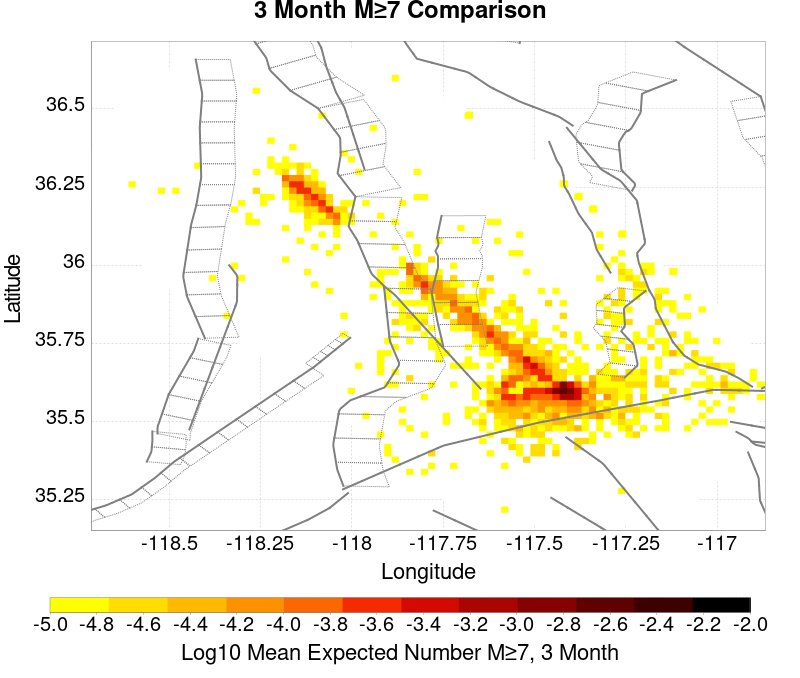 3 Month M≥7 Comparison
Latitude
36.5
36.25
36
35.75
35.5
35.25
-118.5 -118.25 -118 -117.75 -117.5 -117.25 -117
Longitude
-5.0 -4.8 -4.6 -4.4 -4.2 -4.0 -3.8 -3.6 -3.4 -3.2 -3.0 -2.8 -2.6 -2.4 -2.2 -2.0
Log10 Mean Expected Number M≥7, 3 Month